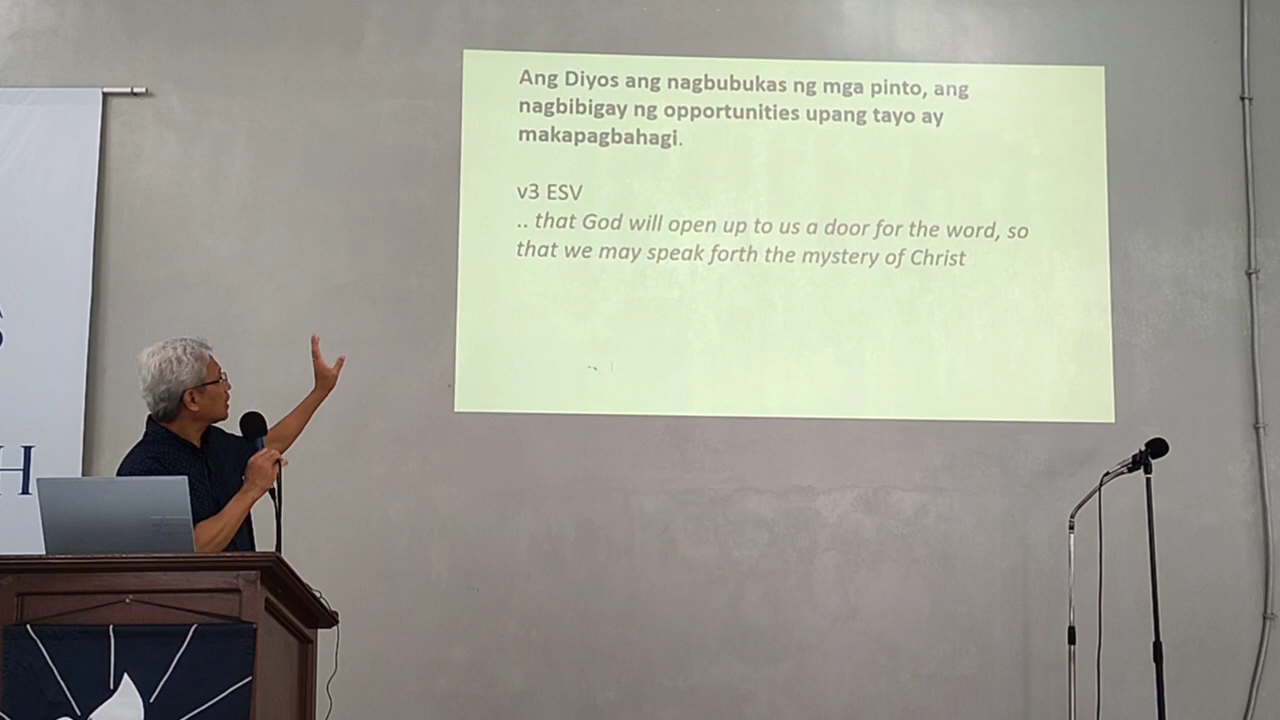 Ang Diyos ang nagbubukas ng mga pinto, ang
nagbibigay ng opportunities upang tayo ay
makapagbahagi.
v3 ESV
.. that God will open up to us a door for the word, so
that we may speak forth the mystery of Christ
H